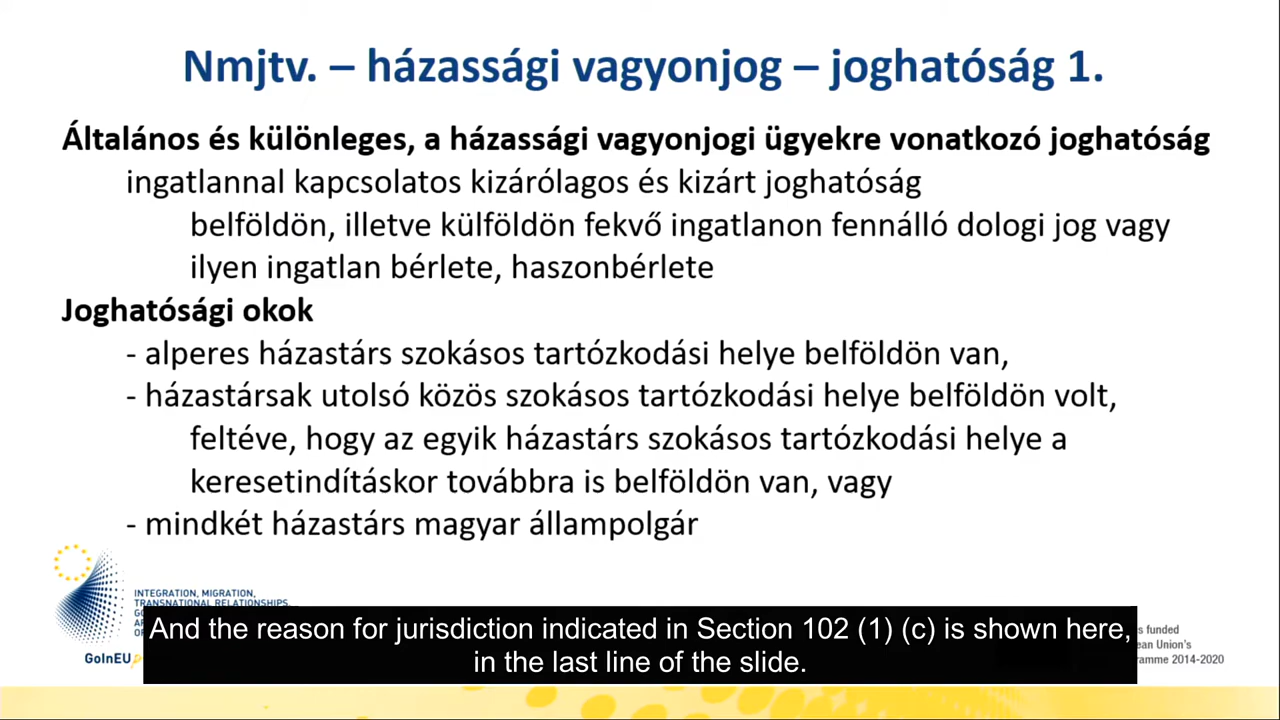 Nmjtv. – házassági vagyonjog – joghatóság 1.
Általános és különleges, a házassági vagyonjogi ügyekre vonatkozó joghatóság
ingatlannal kapcsolatos kizárólagos és kizárt joghatóság
belföldön, illetve külföldön fekvő ingatlanon fennálló dologi jog vagy
ilyen ingatlan bérlete, haszonbérlete
Joghatósági okok
- alperes házastárs szokásos tartózkodási helye belföldön van,
- házastársak utolsó közös szokásos tartózkodási helye belföldön volt,
feltéve, hogy az egyik házastárs szokásos tartózkodási helye a
keresetindításkor továbbra is belföldön van, vagy
- mindkét házastárs magyar állampolgár
INTEGRATION, MIGRATION,
TRANSNATIONAL RELATIONSHIPS.
GoInEU
s funded
ean Union's
ramme 2014-2020
And the reason for jurisdiction indicated in Section 102 (1) (c) is shown here,
in the last line of the slide.